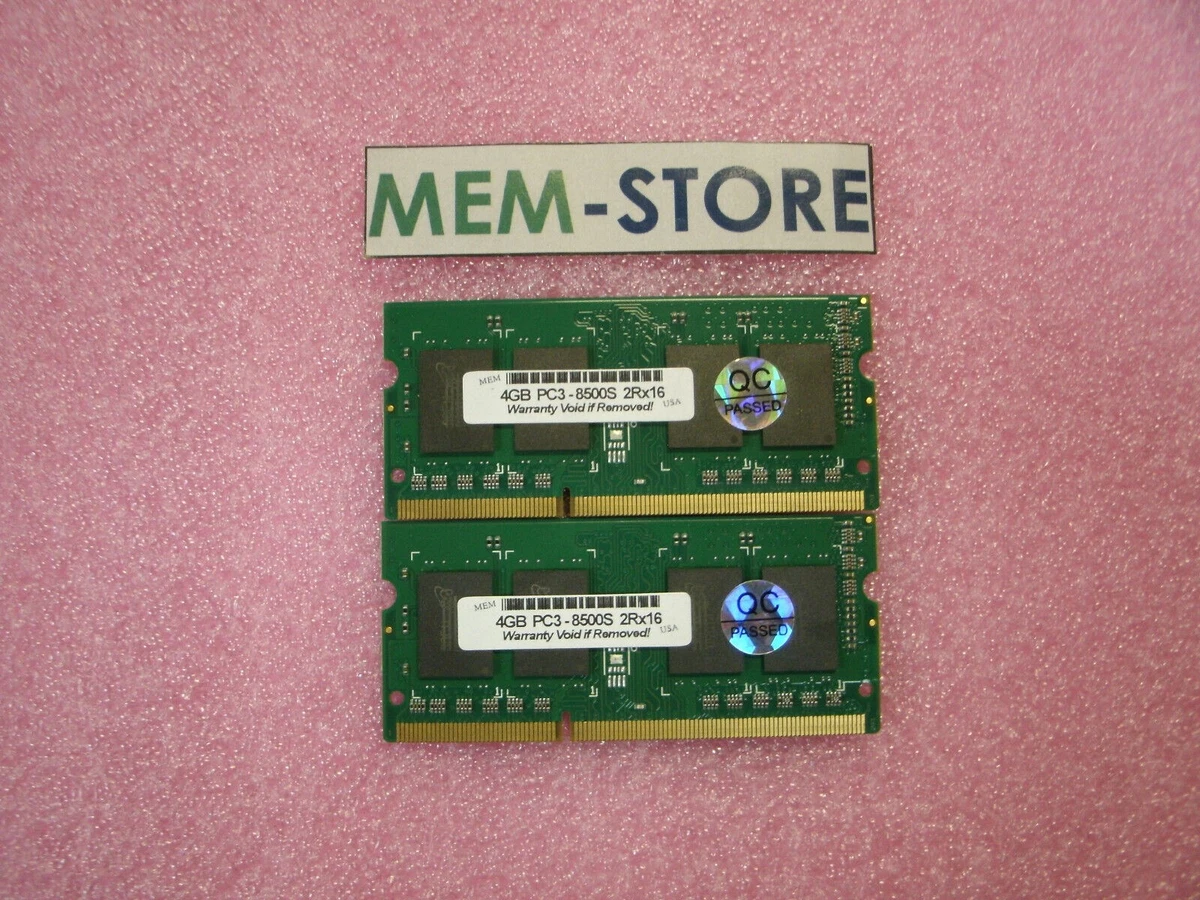 MEM-STORE
MEM
4GB PC3-8500S 2Rx16
Warranty Void if Removed!
USA
QC
PASSED
MEM
4GB PC3-8500S 2Rx16
Warranty Void if Removed!
USA
QC
PASSED